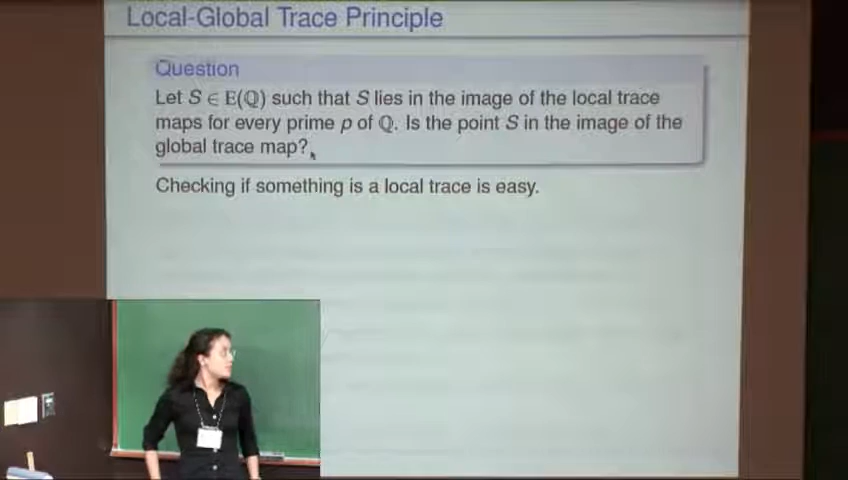 Local-Global Trace Principle
Question
Let S ∈ E(ℚ) such that S lies in the image of the local trace
maps for every prime p of ℚ. Is the point S in the image of the
global trace map?
Checking if something is a local trace is easy.